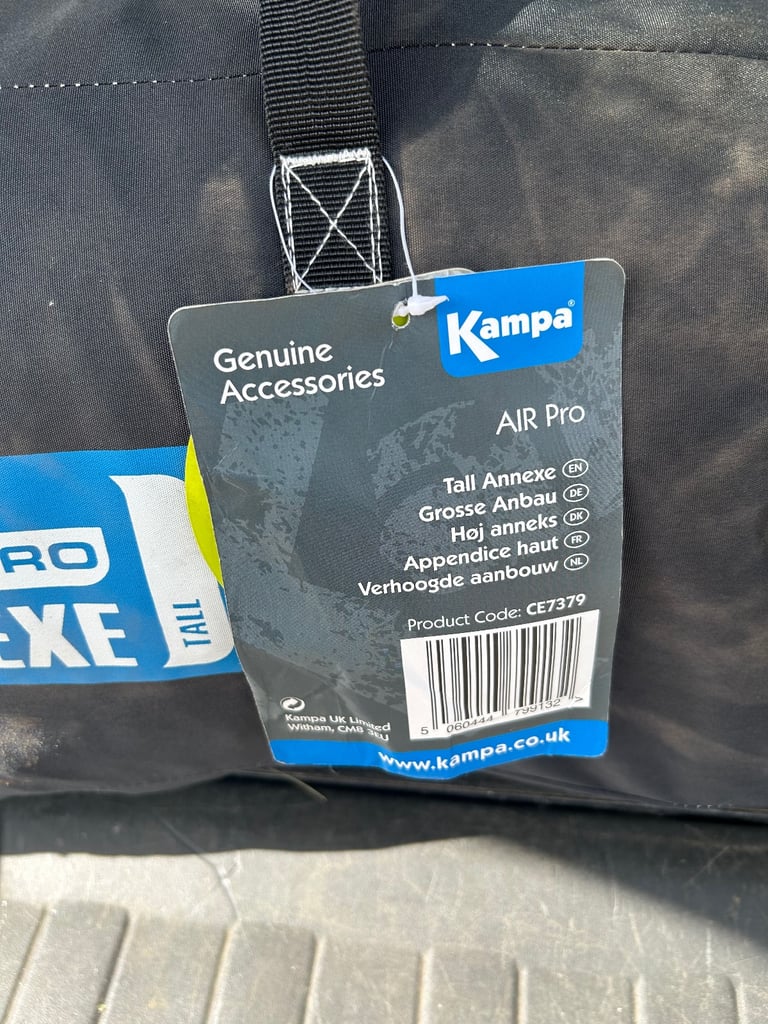 Kampa®
Genuine
Accessories
AIR Pro
Tall Annexe EN
Grosse Anbau DE
Høj anneks DK
Appendice haut FR
Verhoogde aanbouw NL
Product Code: CE7379
5 060444 799132 >
Kampa UK Limited
Witham, CM8 3EU
www.kampa.co.uk
RO
EXE
TALL